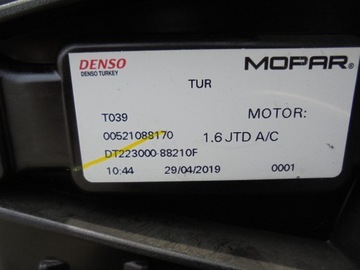 DENSO MOPAR®
DENSO TURKEY
TUR
T039 MOTOR:
00521088170 1.6 JTD A/C
DT223000-88210F
10:44 29/04/2019 0001